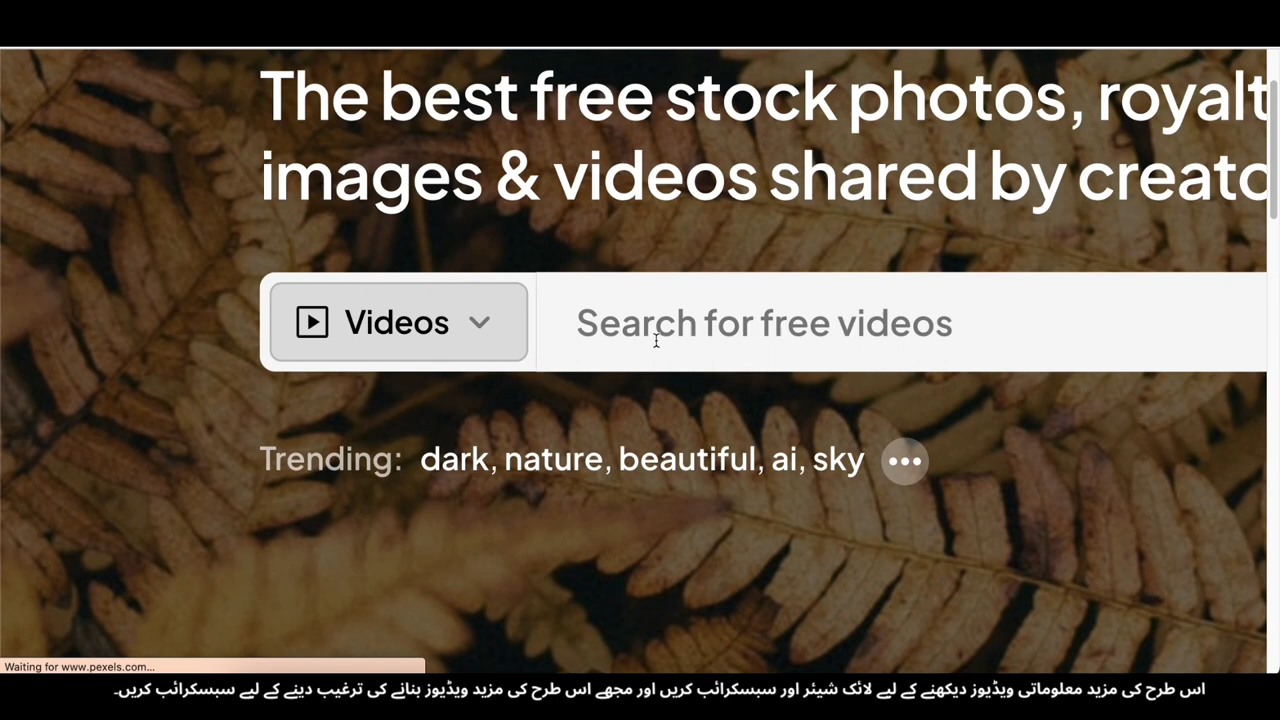 The best free stock photos, royalt
images & videos shared by creato
Videos
Search for free videos
Trending: dark, nature, beautiful, ai, sky
Waiting for www.pexels.com...
اس طرح کی مزید معلوماتی ویڈیوز دیکھنے کے لیے لائک شیئر اور سبسکرائب کریں اور مجھے اس طرح کی مزید ویڈیوز بنانے کی ترغیب دینے کے لیے سبسکرائب کریں۔